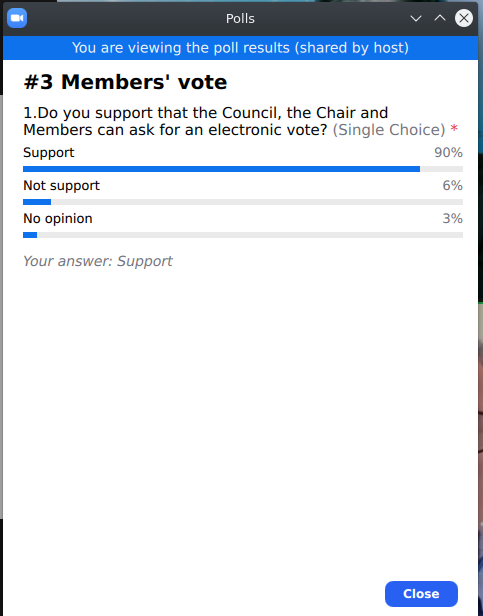 Polls
You are viewing the poll results (shared by host)
#3 Members' vote
1.Do you support that the Council, the Chair and
Members can ask for an electronic vote? (Single Choice) *
Support 90%
Not support 6%
No opinion 3%
Your answer: Support
Close